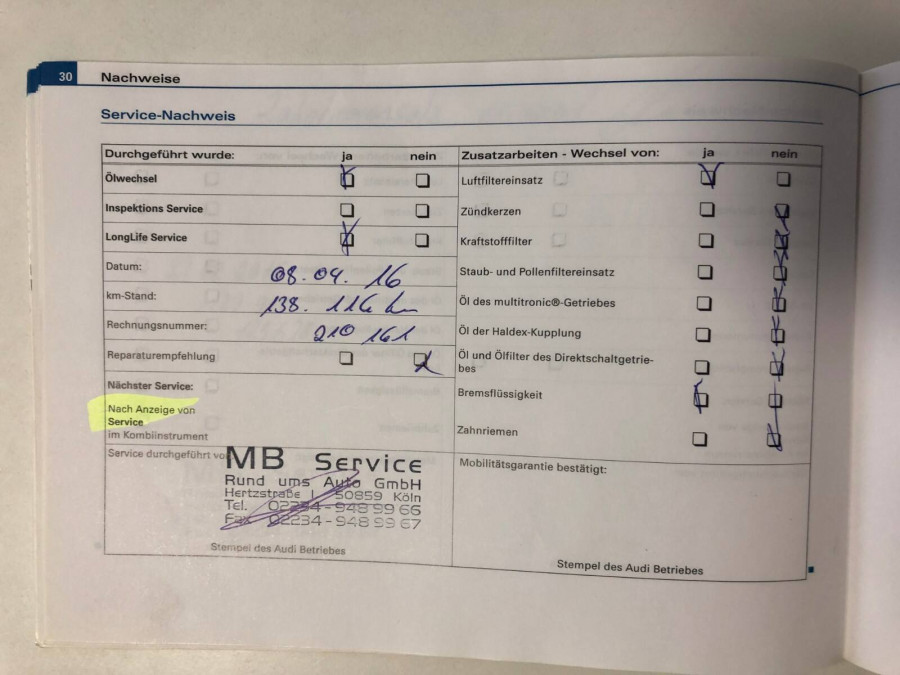 30 Nachweise
Service-Nachweis
Durchgeführt wurde: ja nein
Ölwechsel
Inspektions Service
LongLife Service
Datum: 08.04.16
km-Stand: 138.116 km
Rechnungsnummer: 210 161
Reparaturempfehlung
Nächster Service:
Nach Anzeige von
Service
im Kombiinstrument
Service durchgeführt von
MB Service
Rund ums Auto GmbH
Hertzstraße 1 50859 Köln
Tel. 02234-948 99 66
Fax 02234-948 99 67
Stempel des Audi Betriebes
Zusatzarbeiten - Wechsel von: ja nein
Luftfiltereinsatz
Zündkerzen
Kraftstofffilter
Staub- und Pollenfiltereinsatz
Öl des multitronic®-Getriebes
Öl der Haldex-Kupplung
Öl und Ölfilter des Direktschaltgetrie-
bes
Bremsflüssigkeit
Zahnriemen
Mobilitätsgarantie bestätigt:
Stempel des Audi Betriebes